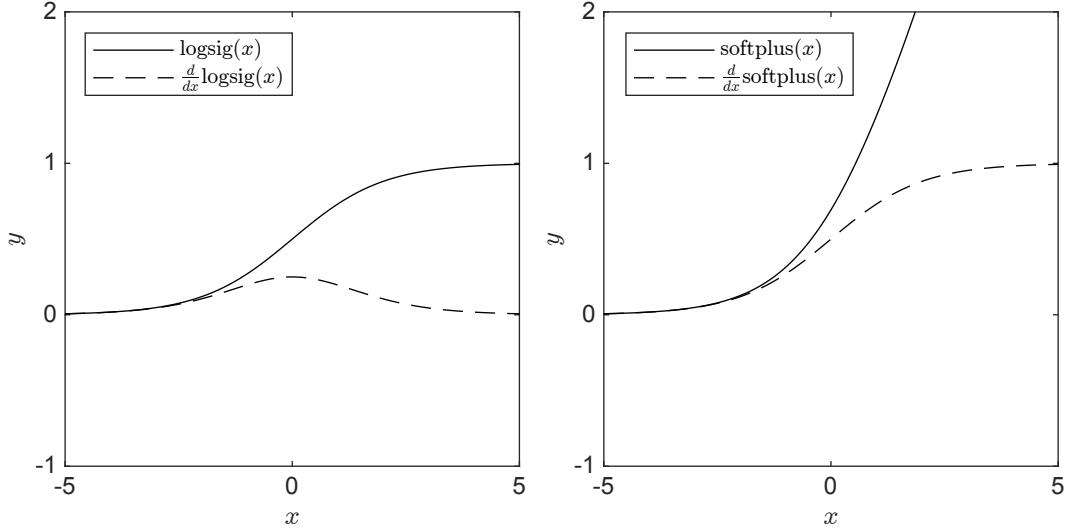 2
1
0
-1
y
-5
0
5
x
logsig(x)
d/dx logsig(x)
2
1
0
-1
y
-5
0
5
x
softplus(x)
d/dx softplus(x)